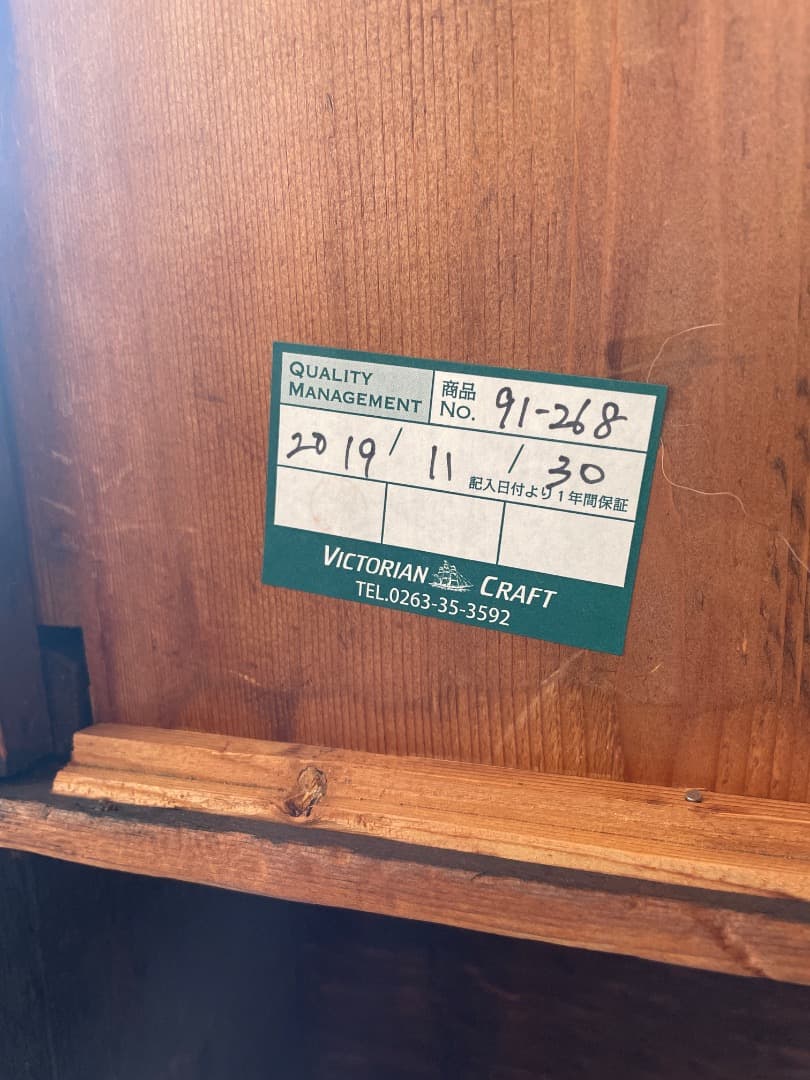 QUALITY MANAGEMENT
商品 No. 91-268
2019/11/30
記入日付より1年間保証
VICTORIAN CRAFT
TEL.0263-35-3592